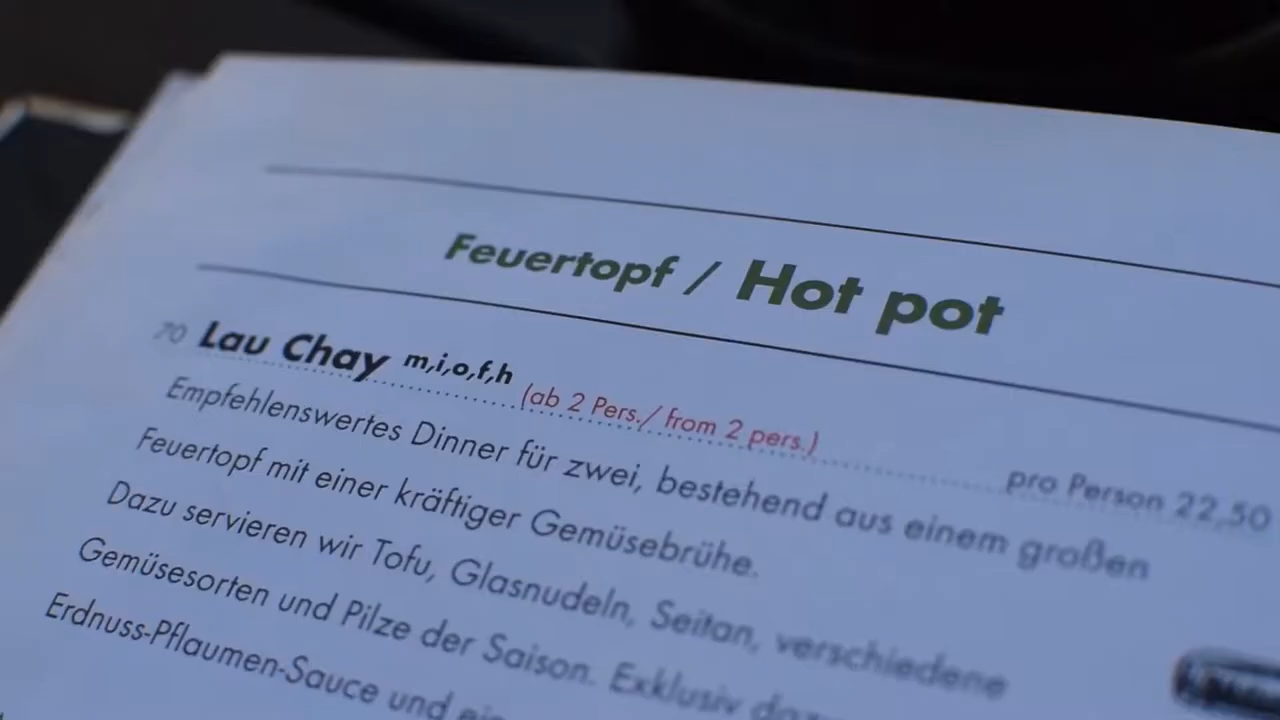 Feuertopf / Hot pot
70 Lau Chay m,i,o,f,h (ab 2 Pers./ from 2 pers.) pro Person 22,50
Empfehlenswertes Dinner für zwei, bestehend aus einem großen
Feuertopf mit einer kräftiger Gemüsebrühe.
Dazu servieren wir Tofu, Glasnudeln, Seitan, verschiedene
Gemüsesorten und Pilze der Saison. Exklusiv
Erdnuss-Pflaumen-Sauce und